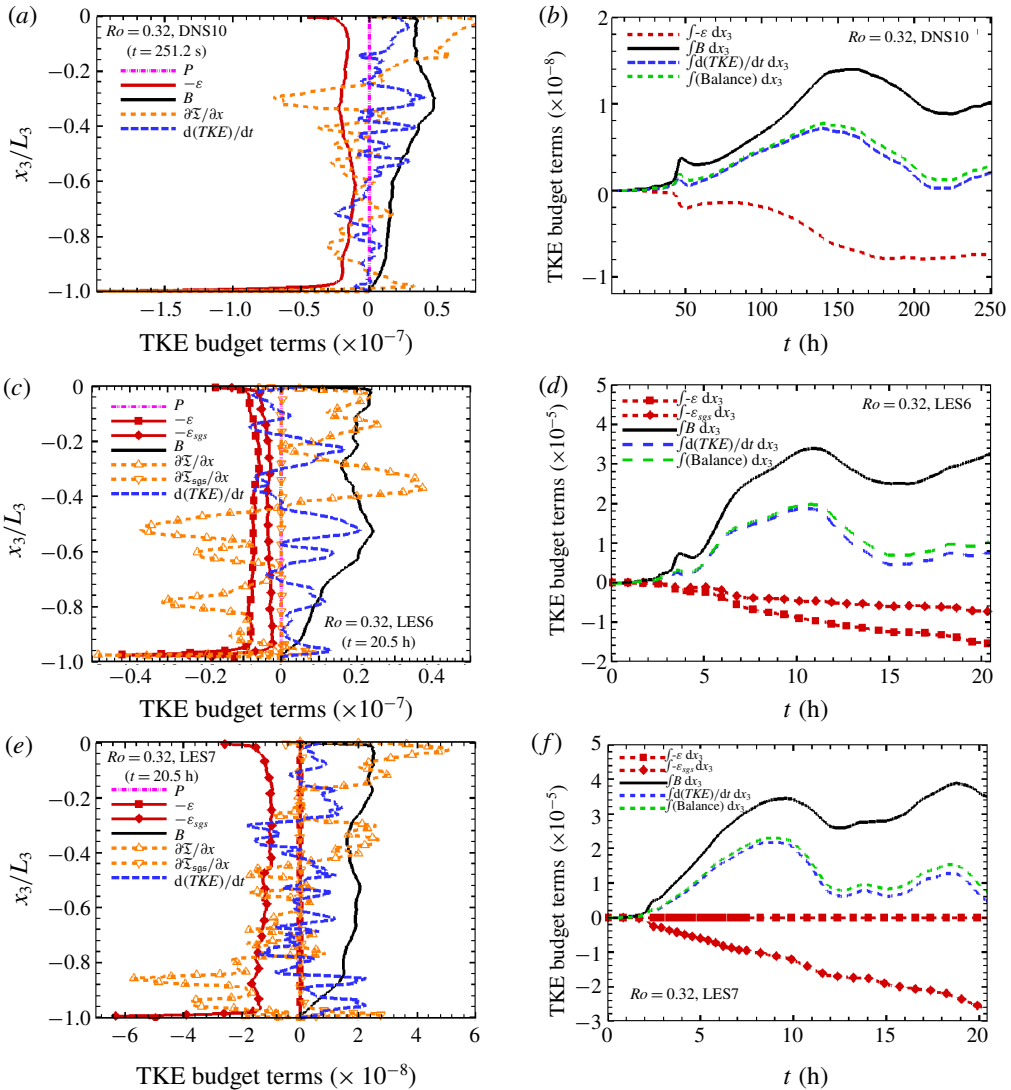 (a)
Ro = 0.32, DNS10
(t = 251.2 s)
P
−ε
B
∂𝔗/∂x
d(TKE)/dt
0
−0.2
−0.4
−0.6
−0.8
−1.0
x₃/L₃
−1.5
−1.0
−0.5
0
0.5
TKE budget terms (×10⁻⁷)
(b)
∫-ε dx₃
∫B dx₃
∫d(TKE)/dt dx₃
∫(Balance) dx₃
Ro = 0.32, DNS10
2
1
0
−1
TKE budget terms (×10⁻⁸)
50
100
150
200
250
t (h)
(c)
P
−ε
−εsgs
B
∂𝔗/∂x
∂𝔗sgs/∂x
d(TKE)/dt
Ro = 0.32, LES6
(t = 20.5 h)
0
−0.2
−0.4
−0.6
−0.8
−1.0
x₃/L₃
−0.4
−0.2
0
0.2
0.4
TKE budget terms (×10⁻⁷)
(d)
∫-ε dx₃
∫-εsgs dx₃
∫B dx₃
∫d(TKE)/dt dx₃
∫(Balance) dx₃
Ro = 0.32, LES6
5
4
3
2
1
0
−1
−2
TKE budget terms (×10⁻⁵)
0
5
10
15
20
t (h)
(e)
Ro = 0.32, LES7
(t = 20.5 h)
P
−ε
−εsgs
B
∂𝔗/∂x
∂𝔗sgs/∂x
d(TKE)/dt
0
−0.2
−0.4
−0.6
−0.8
−1.0
x₃/L₃
−6
−4
−2
0
2
4
6
TKE budget terms (× 10⁻⁸)
(f)
∫-ε dx₃
∫-εsgs dx₃
∫B dx₃
∫d(TKE)/dt dx₃
∫(Balance) dx₃
Ro = 0.32, LES7
5
4
3
2
1
0
−1
−2
−3
TKE budget terms (×10⁻⁵)
0
5
10
15
20
t (h)